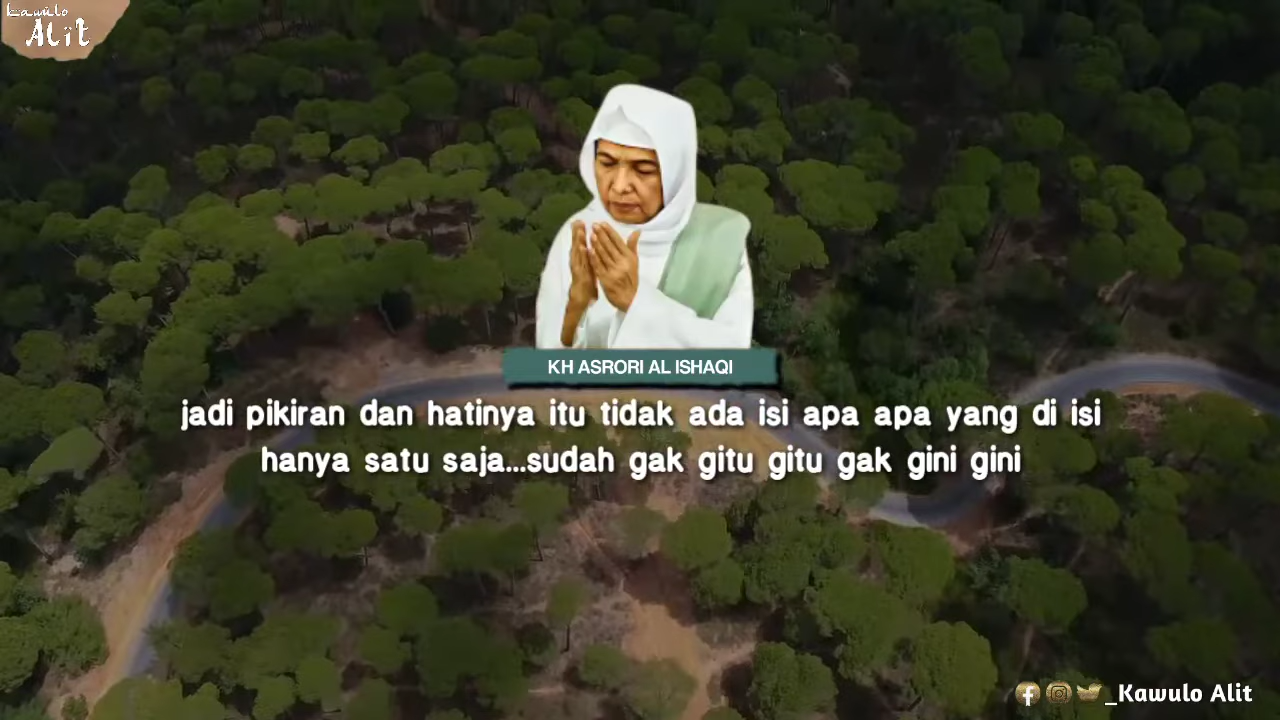 Kawulo
Alit
KH ASRORI AL ISHAQI
jadi pikiran dan hatinya itu tidak ada isi apa apa yang di isi
hanya satu saja...sudah gak gitu gitu gak gini gini
_Kawulo Alit